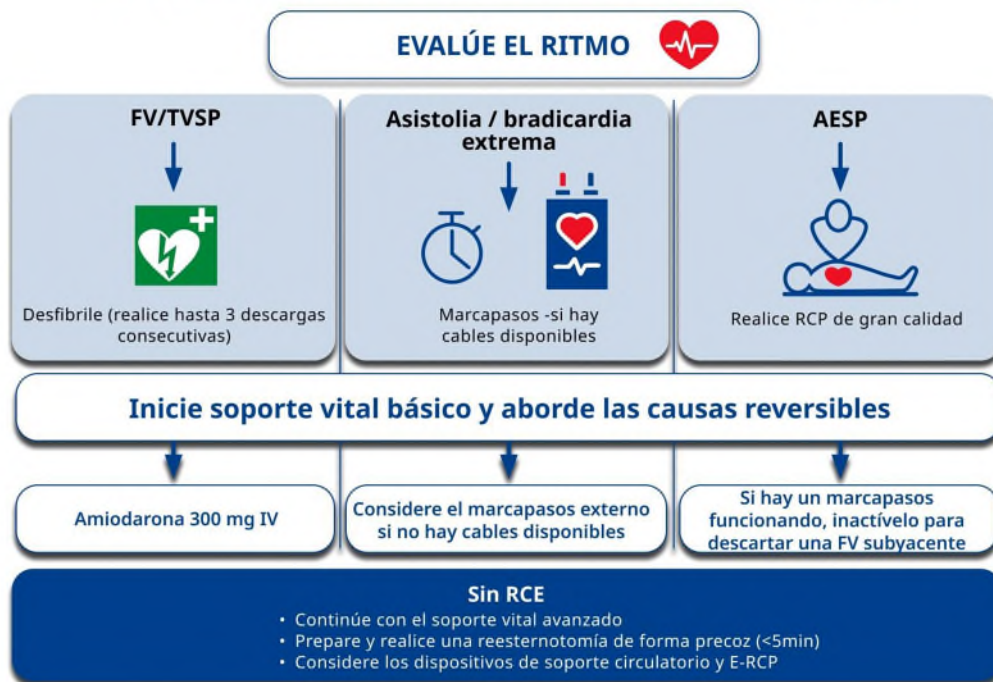 EVALÚE EL RITMO
FV/TVSP
Desfibrile (realice hasta 3 descargas
consecutivas)
Asistolia / bradicardia
extrema
Marcapasos -si hay
cables disponibles
AESP
Realice RCP de gran calidad
Inicie soporte vital básico y aborde las causas reversibles
Amiodarona 300 mg IV
Considere el marcapasos externo
si no hay cables disponibles
Si hay un marcapasos
funcionando, inactívelo para
descartar una FV subyacente
Sin RCE
• Continúe con el soporte vital avanzado
• Prepare y realice una reesternotomía de forma precoz (<5min)
• Considere los dispositivos de soporte circulatorio y E-RCP